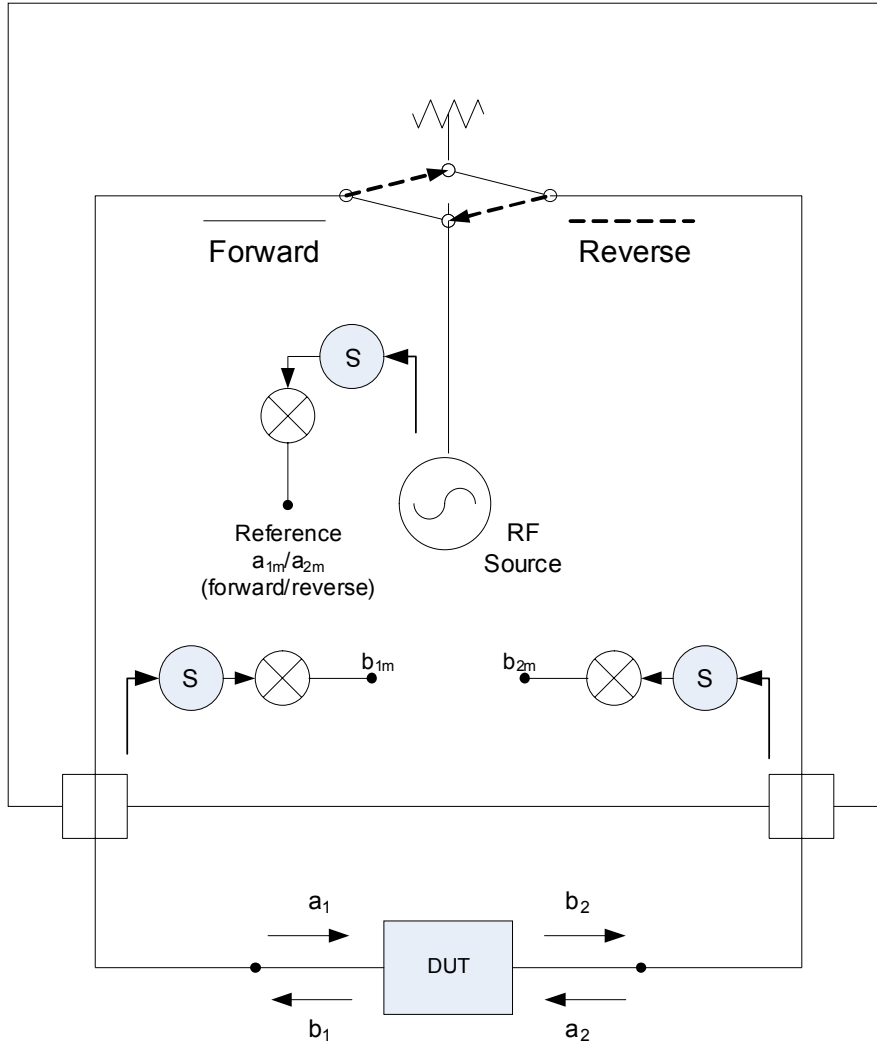 Forward
Reverse
S
Reference
a₁ₘ/a₂ₘ
(forward/reverse)
RF
Source
S
b₁ₘ
b₂ₘ
S
a₁
b₂
DUT
b₁
a₂